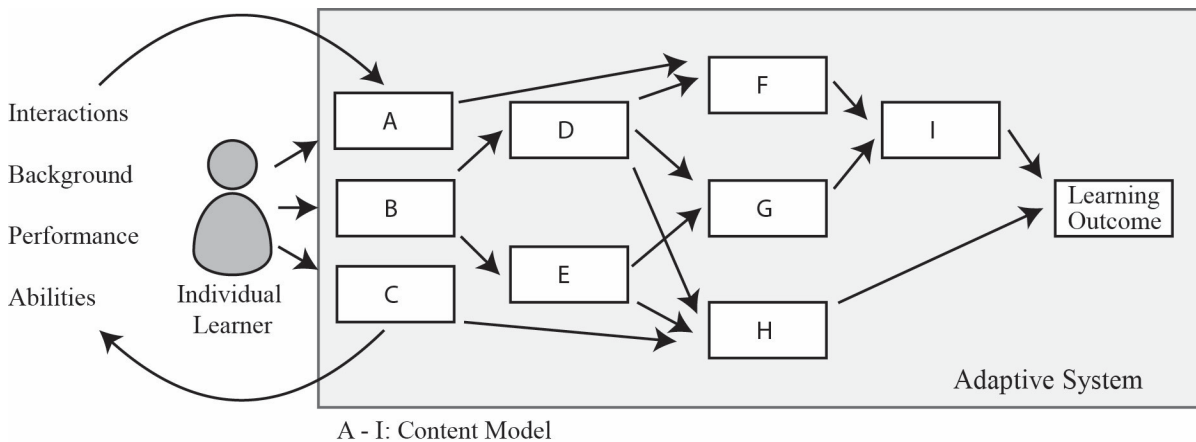 Interactions
Background
Performance
Abilities
Individual
Learner
A
B
C
D
E
F
G
H
I
Learning
Outcome
Adaptive System
A - I: Content Model